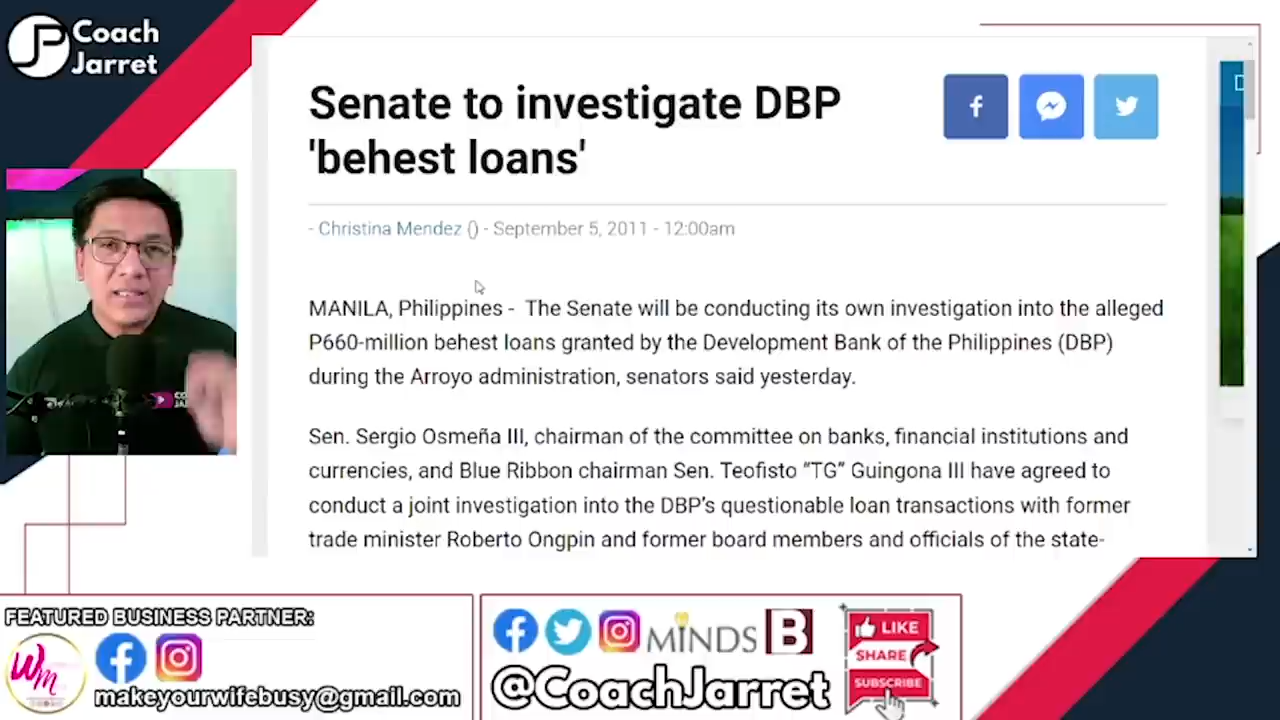 Coach
Jarret
Senate to investigate DBP
'behest loans'
- Christina Mendez () - September 5, 2011 - 12:00am
MANILA, Philippines - The Senate will be conducting its own investigation into the alleged
P660-million behest loans granted by the Development Bank of the Philippines (DBP)
during the Arroyo administration, senators said yesterday.
Sen. Sergio Osmeña III, chairman of the committee on banks, financial institutions and
currencies, and Blue Ribbon chairman Sen. Teofisto “TG” Guingona III have agreed to
conduct a joint investigation into the DBP’s questionable loan transactions with former
trade minister Roberto Ongpin and former board members and officials of the state-
FEATURED BUSINESS PARTNER:
Wm
makeyourwifebusy@gmail.com
MINDS B
@CoachJarret
LIKE
SHARE
SUBSCRIBE